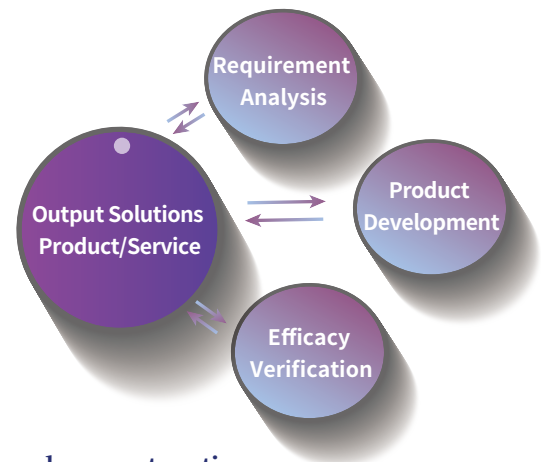 Requirement
Analysis
Output Solutions
Product/Service
Product
Development
Efficacy
Verification